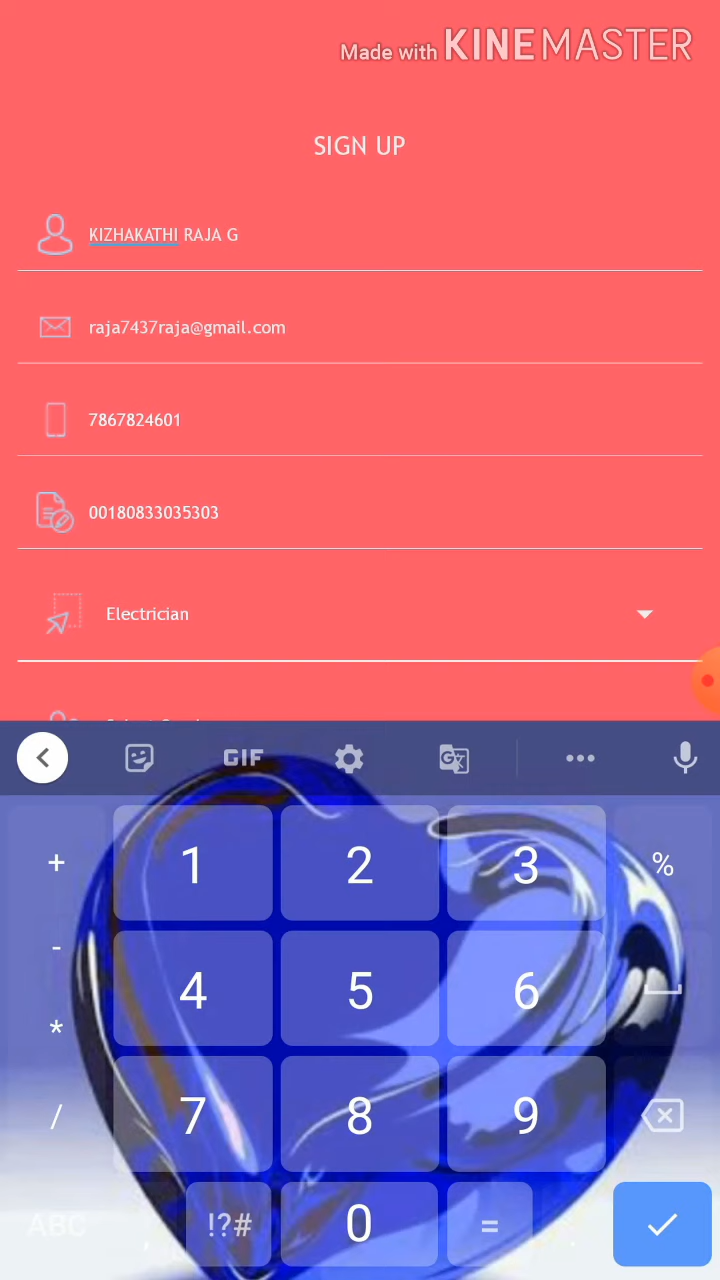 Made with KINEMASTER
SIGN UP
KIZHAKATHI RAJA G
raja7437raja@gmail.com
7867824601
00180833035303
Electrician
GIF
+ 1 2 3 %
- 4 5 6
*
/ 7 8 9
ABC , !?# 0 = .